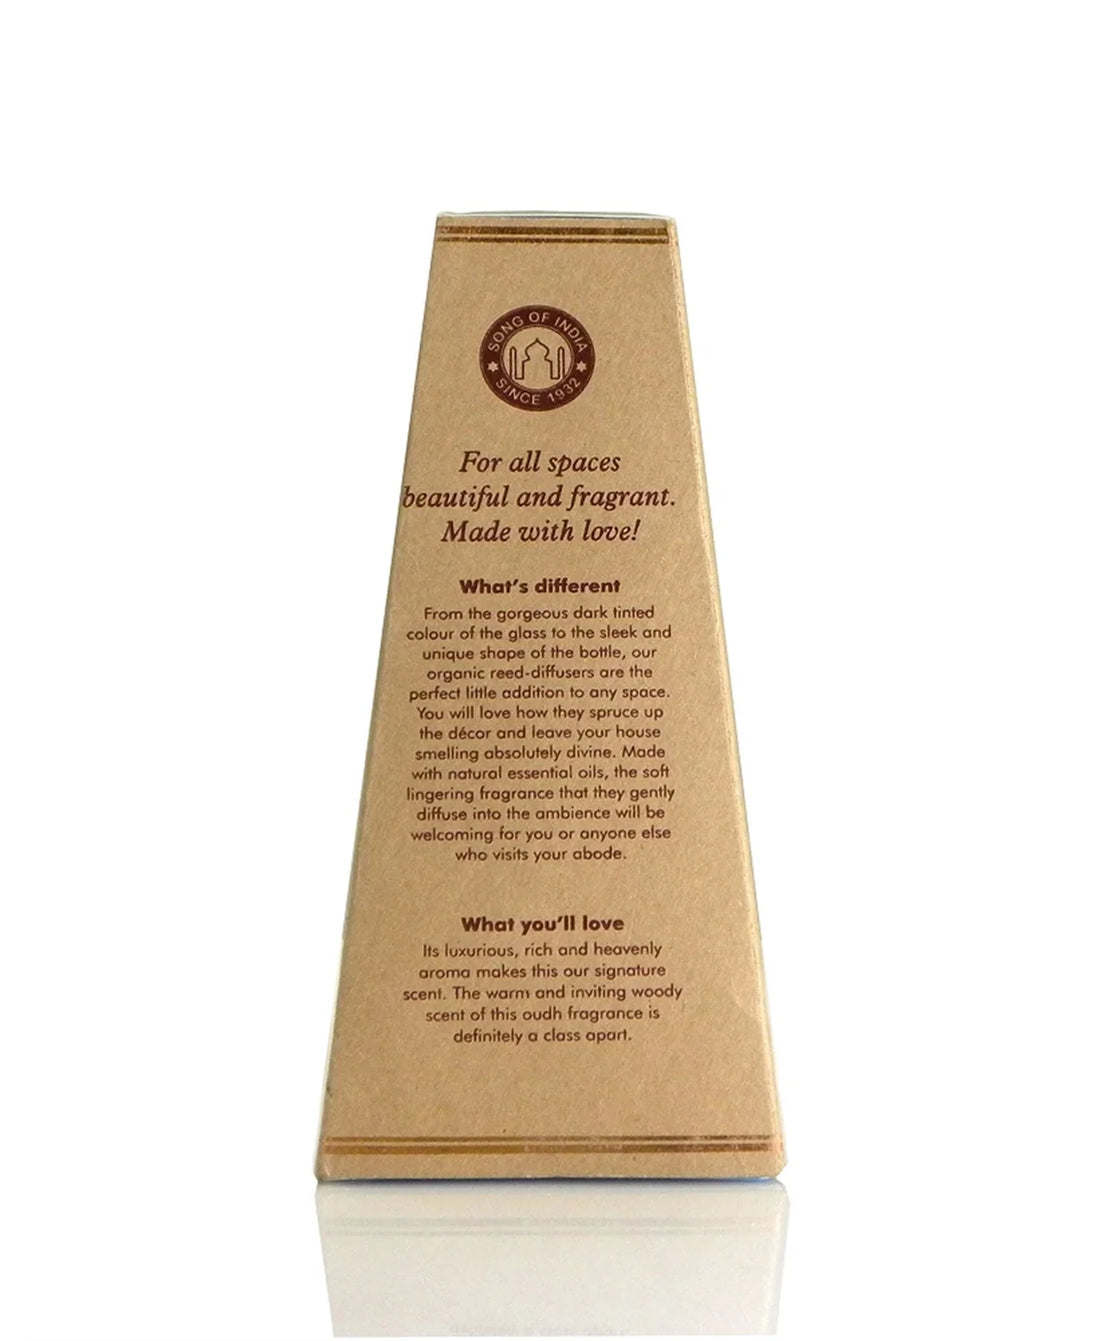 SONG OF INDIA
SINCE 1932
For all spaces
beautiful and fragrant.
Made with love!
What's different
From the gorgeous dark tinted
colour of the glass to the sleek and
unique shape of the bottle, our
organic reed-diffusers are the
perfect little addition to any space.
You will love how they spruce up
the décor and leave your house
smelling absolutely divine. Made
with natural essential oils, the soft
lingering fragrance that they gently
diffuse into the ambience will be
welcoming for you or anyone else
who visits your abode.
What you'll love
Its luxurious, rich and heavenly
aroma makes this our signature
scent. The warm and inviting woody
scent of this oudh fragrance is
definitely a class apart.